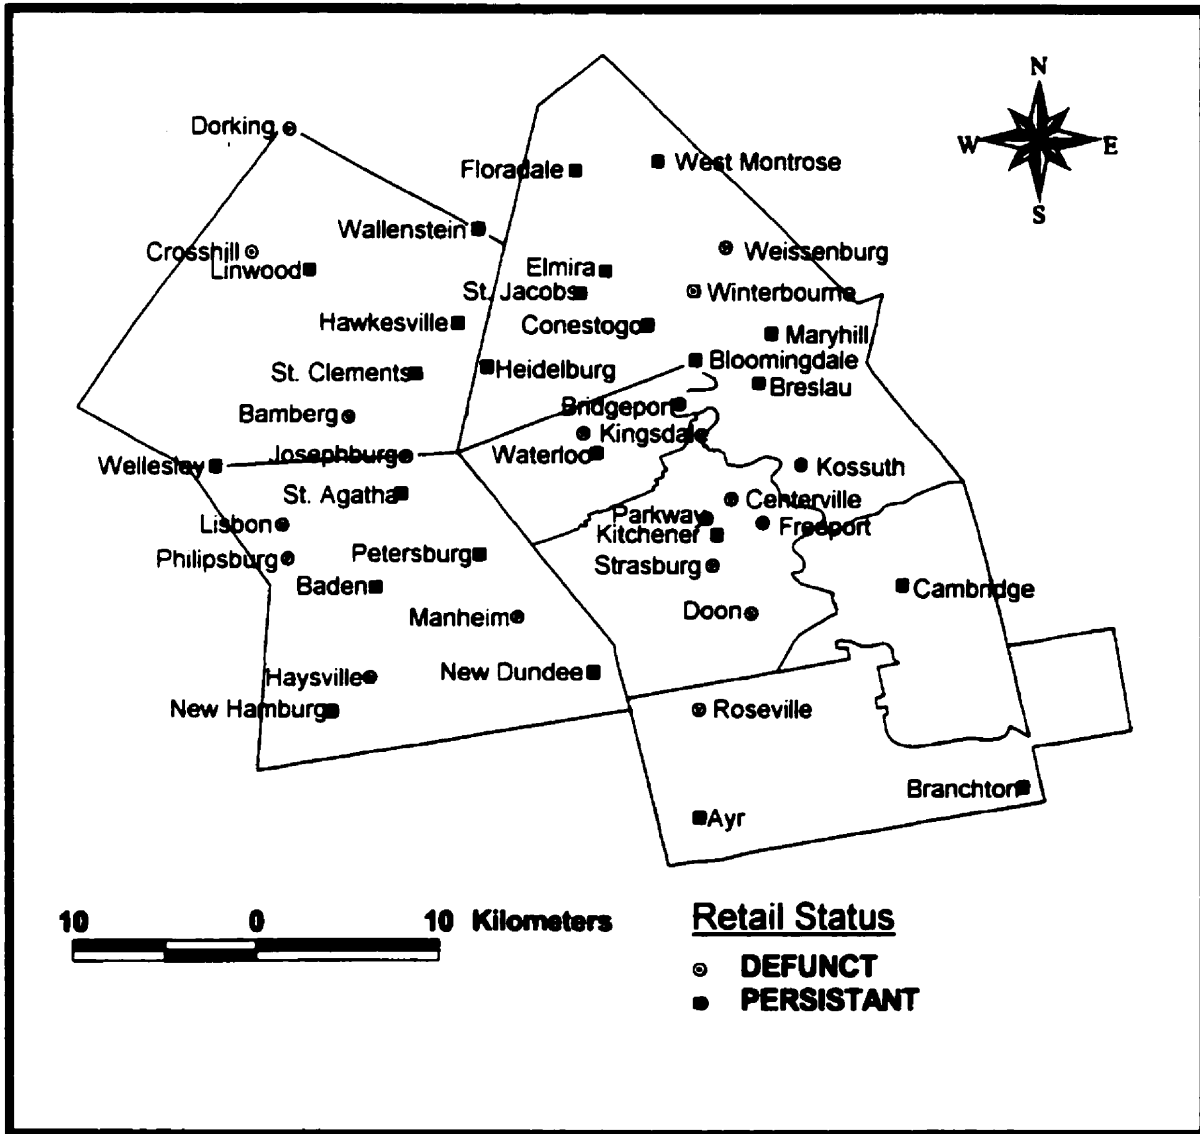 N
Dorking
W
E
Floradale
West Montrose
S
Wallenstein
Crosshill
Weissenburg
Linwood
Elmira
St. Jacobs
Winterbourne
Hawkesville
Conestogo
Maryhill
Bloomingdale
St. Clements
Heidelburg
Breslau
Bamberg
Bridgeport
Kingsdale
Wellesley
Josephburg
Waterloo
Kossuth
St. Agatha
Centerville
Lisbon
Parkway
Freeport
Kitchener
Philipsburg
Petersburg
Strasburg
Baden
Cambridge
Manheim
Doon
Haysville
New Dundee
New Hamburg
Roseville
Branchton
Ayr
10 0 10 Kilometers
Retail Status
DEFUNCT
PERSISTANT